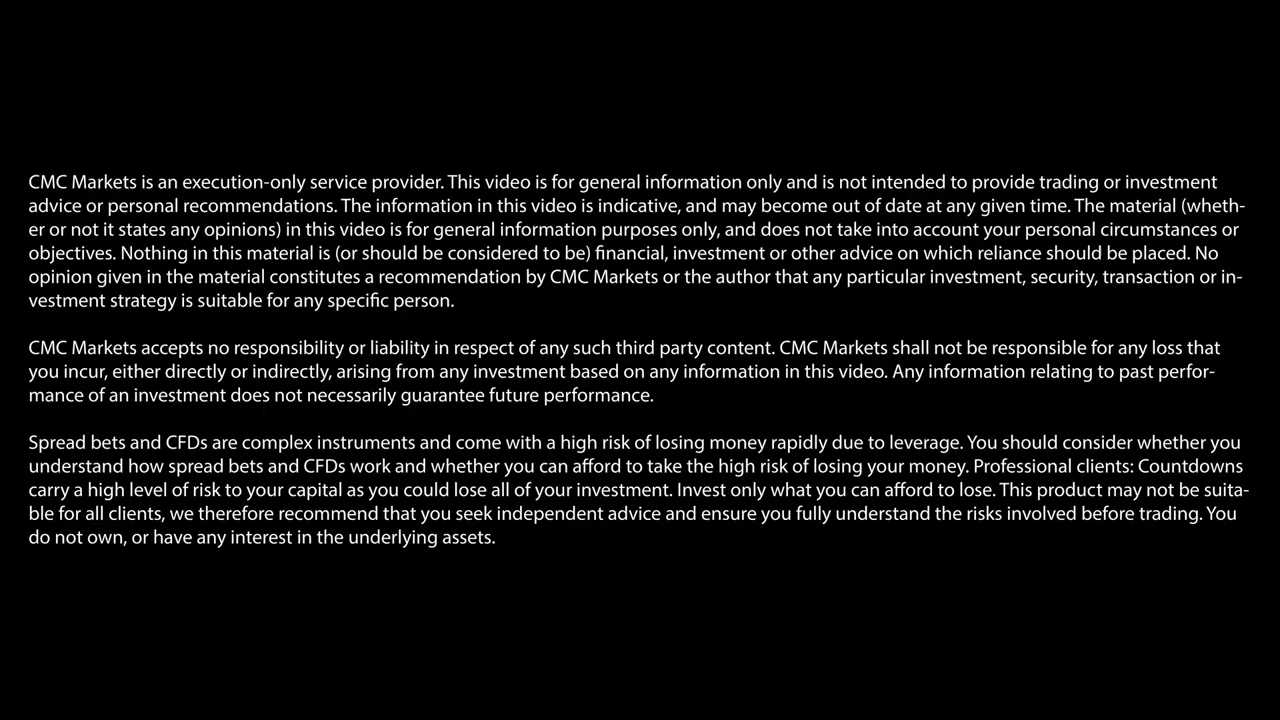 CMC Markets is an execution-only service provider. This video is for general information only and is not intended to provide trading or investment
advice or personal recommendations. The information in this video is indicative, and may become out of date at any given time. The material (wheth-
er or not it states any opinions) in this video is for general information purposes only, and does not take into account your personal circumstances or
objectives. Nothing in this material is (or should be considered to be) financial, investment or other advice on which reliance should be placed. No
opinion given in the material constitutes a recommendation by CMC Markets or the author that any particular investment, security, transaction or in-
vestment strategy is suitable for any specific person.
CMC Markets accepts no responsibility or liability in respect of any such third party content. CMC Markets shall not be responsible for any loss that
you incur, either directly or indirectly, arising from any investment based on any information in this video. Any information relating to past perfor-
mance of an investment does not necessarily guarantee future performance.
Spread bets and CFDs are complex instruments and come with a high risk of losing money rapidly due to leverage. You should consider whether you
understand how spread bets and CFDs work and whether you can afford to take the high risk of losing your money. Professional clients: Countdowns
carry a high level of risk to your capital as you could lose all of your investment. Invest only what you can afford to lose. This product may not be suita-
ble for all clients, we therefore recommend that you seek independent advice and ensure you fully understand the risks involved before trading. You
do not own, or have any interest in the underlying assets.